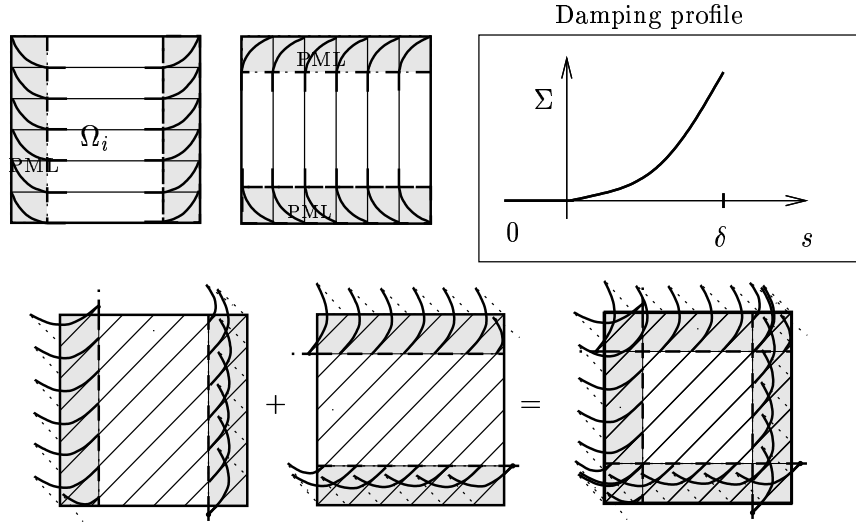 Damping profile
PML
Σ
Ω_i
PML
PML
0
δ
s
+
=